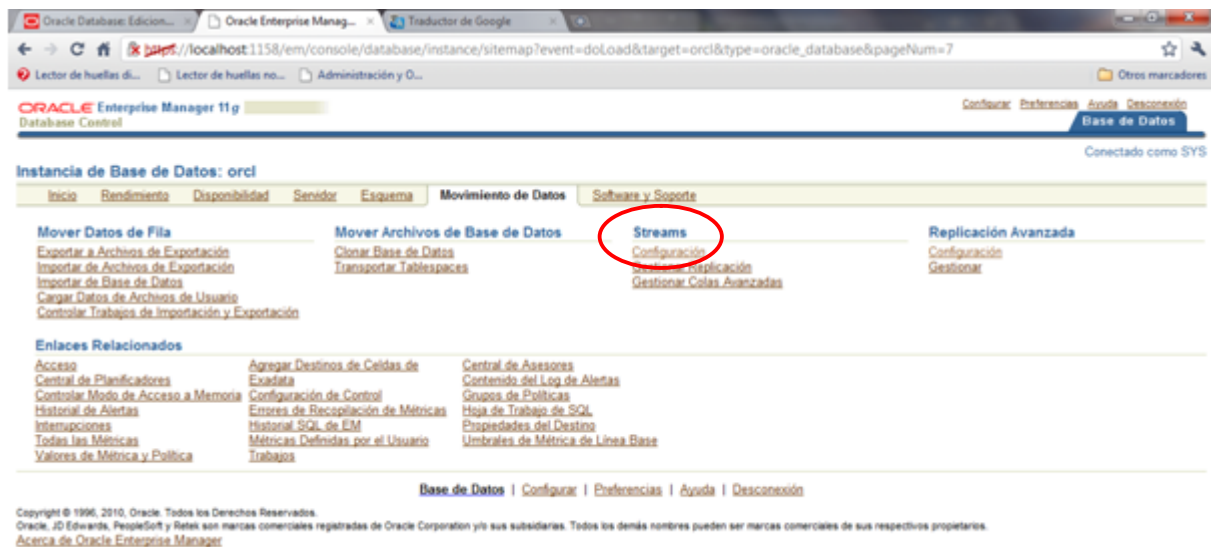 Oracle Database: Edicion... Oracle Enterprise Manag... Traductor de Google
https://localhost:1158/em/console/database/instance/sitemap?event=doLoad&target=orcl&type=oracle_database&pageNum=7
Lector de huellas di... Lector de huellas no... Administración y O... Otros marcadores
ORACLE Enterprise Manager 11g Configurar Preferencias Ayuda Desconexión
Database Control Base de Datos
Conectado como SYS
Instancia de Base de Datos: orcl
Inicio Rendimiento Disponibilidad Servidor Esquema Movimiento de Datos Software y Soporte
Mover Datos de Fila Mover Archivos de Base de Datos Streams Replicación Avanzada
Exportar a Archivos de Exportación Clonar Base de Datos Configuración Configuración
Importar de Archivos de Exportación Transportar Tablespaces Gestionar Replicación Gestionar
Importar de Base de Datos Gestionar Colas Avanzadas
Cargar Datos de Archivos de Usuario
Controlar Trabajos de Importación y Exportación
Enlaces Relacionados
Acceso Agregar Destinos de Celdas de Central de Asesores
Central de Planificadores Exadata Contenido del Log de Alertas
Controlar Modo de Acceso a Memoria Configuración de Control Grupos de Políticas
Historial de Alertas Errores de Recopilación de Métricas Hoja de Trabajo de SQL
Interrupciones Historial SQL de EM Propiedades del Destino
Todas las Métricas Métricas Definidas por el Usuario Umbrales de Métrica de Línea Base
Valores de Métrica y Política Trabajos
Base de Datos | Configurar | Preferencias | Ayuda | Desconexión
Copyright © 1996, 2010, Oracle. Todos los Derechos Reservados.
Oracle, JD Edwards, PeopleSoft y Retek son marcas comerciales registradas de Oracle Corporation y/o sus subsidiarias. Todos los demás nombres pueden ser marcas comerciales de sus respectivos propietarios.
Acerca de Oracle Enterprise Manager